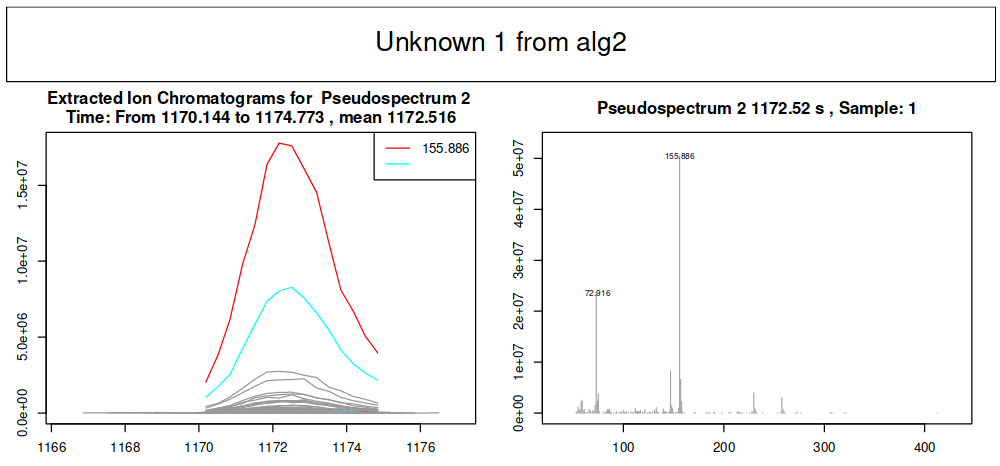 Unknown 1 from alg2
Extracted Ion Chromatograms for Pseudospectrum 2
Time: From 1170.144 to 1174.773 , mean 1172.516
155.886
0.0e+00
5.0e+06
1.0e+07
1.5e+07
1166
1168
1170
1172
1174
1176
Pseudospectrum 2 1172.52 s , Sample: 1
155.886
72.916
0e+00
1e+07
2e+07
3e+07
4e+07
5e+07
100
200
300
400